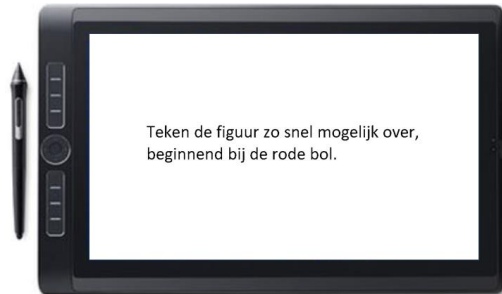 Teken de figuur zo snel mogelijk over,
beginnend bij de rode bol.